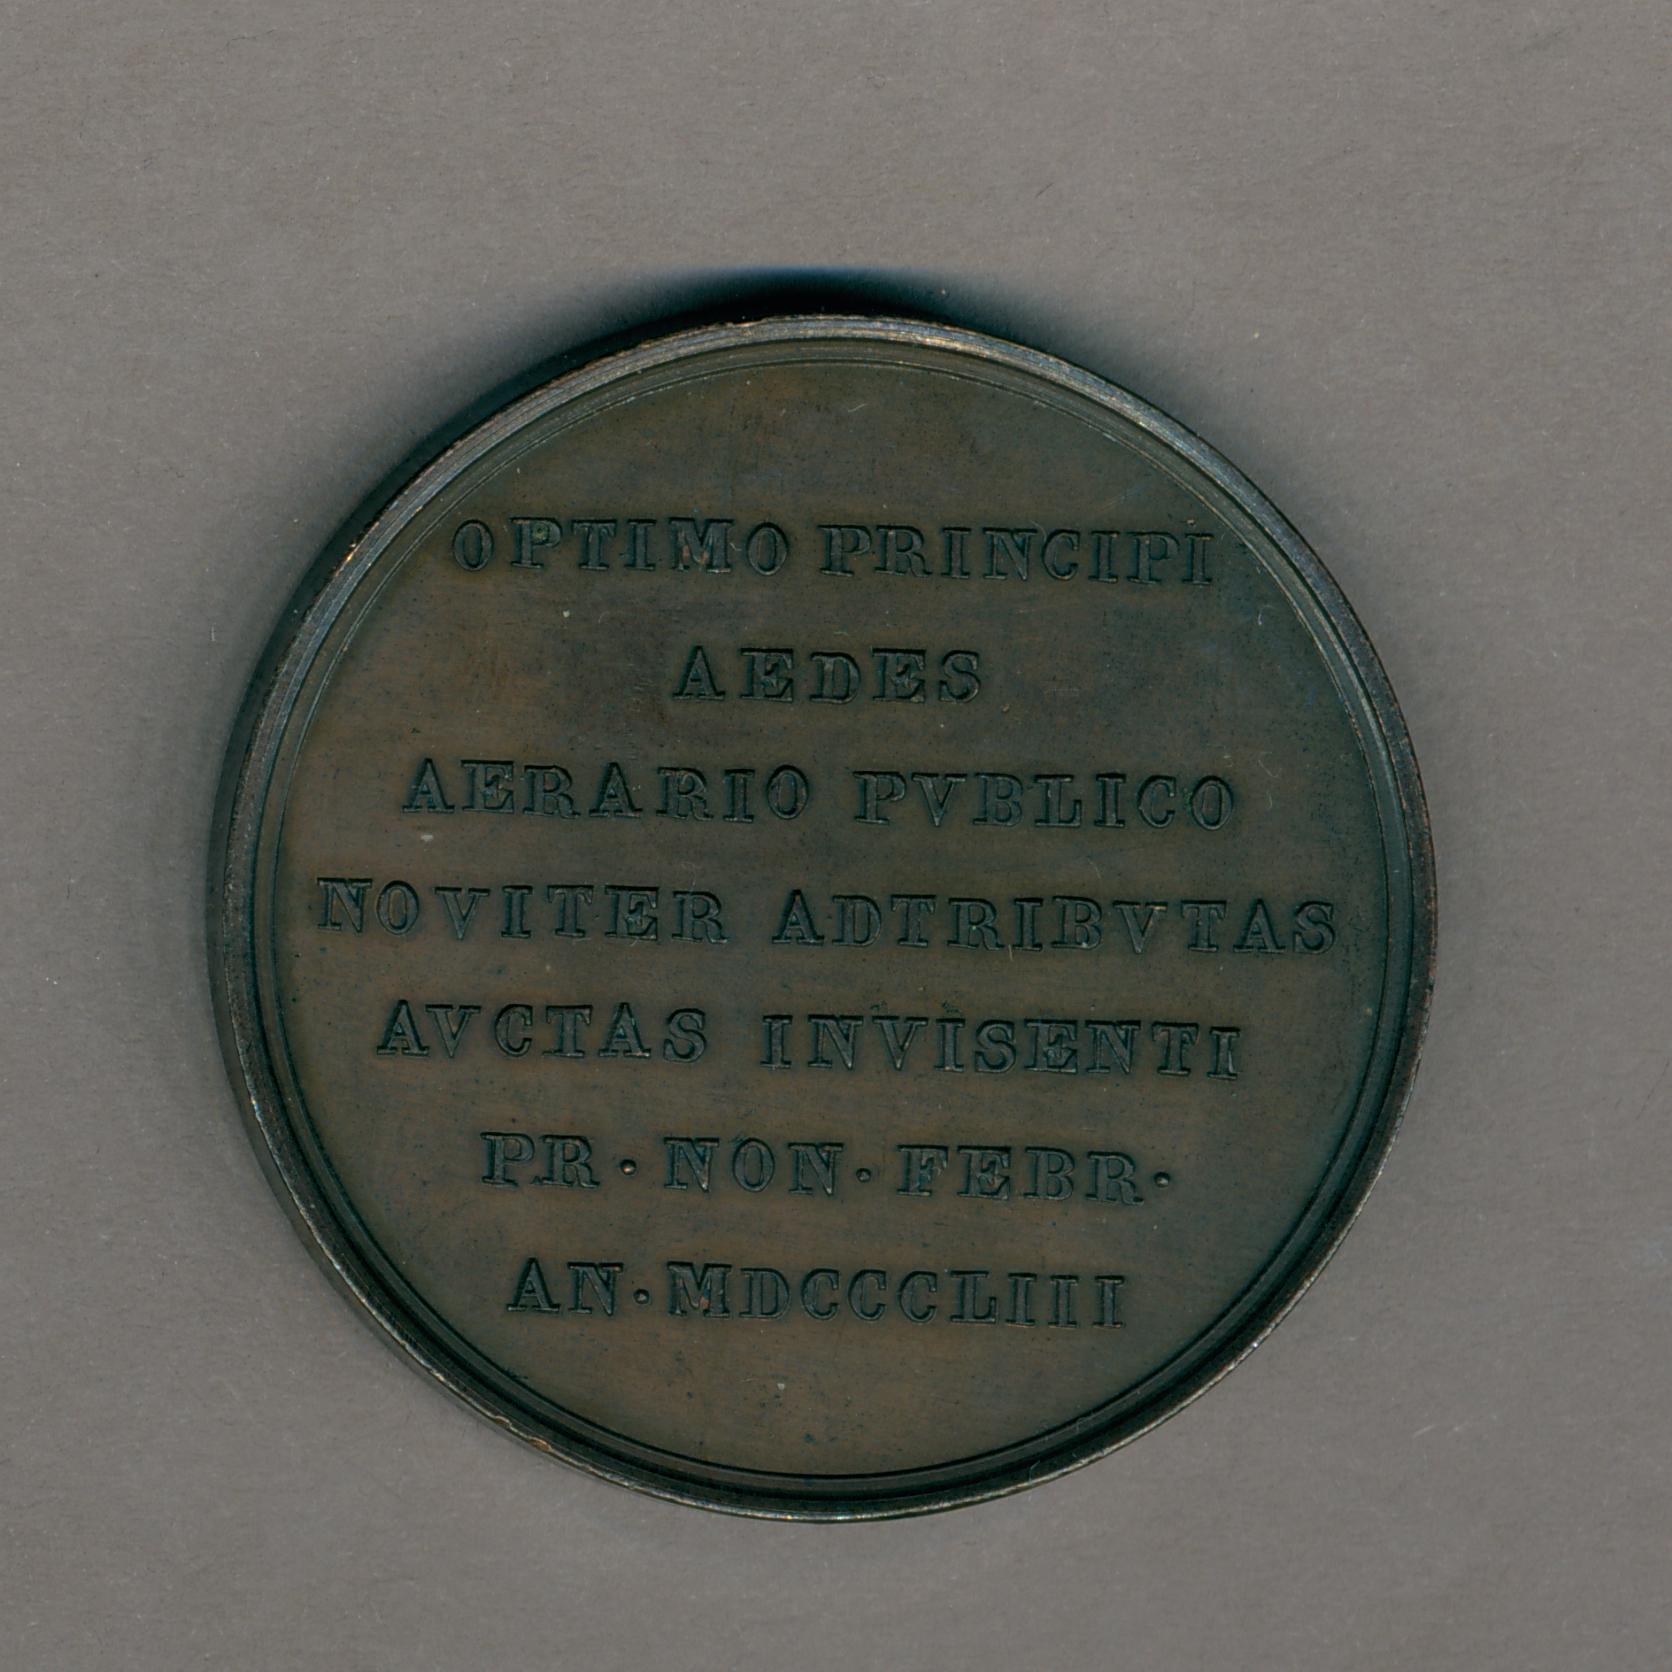 OPTIMO PRINCIPI
AEDES
AERARIO PVBLICO
NOVITER ADTRIBVTAS
AVCTAS INVISENTI
PR · NON · FEBR ·
AN · MDCCCLIII